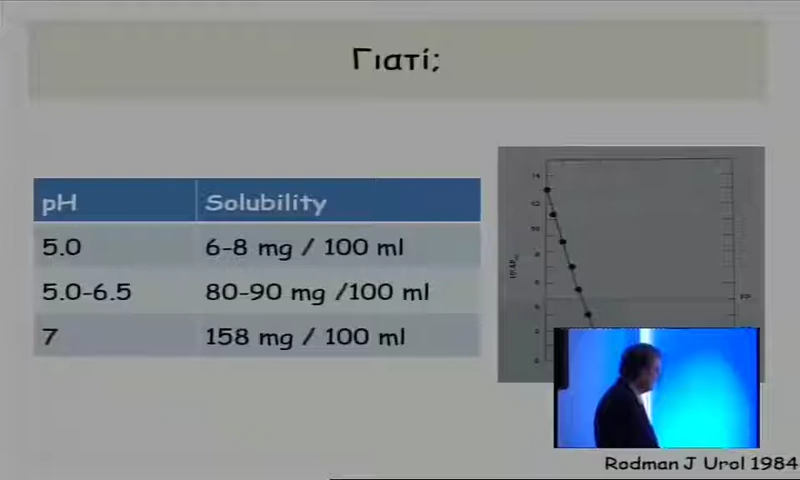 Γιατί;
pH Solubility
5.0 6-8 mg / 100 ml
5.0-6.5 80-90 mg /100 ml
7 158 mg / 100 ml
Rodman J Urol 1984